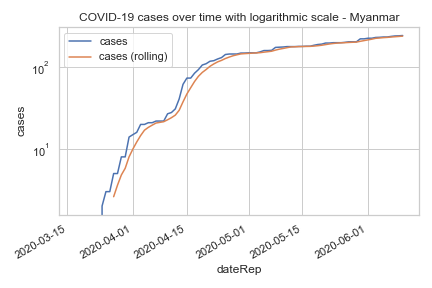 COVID-19 cases over time with logarithmic scale - Myanmar
cases
cases (rolling)
10²
10¹
cases
2020-03-15
2020-04-01
2020-04-15
2020-05-01
2020-05-15
2020-06-01
dateRep